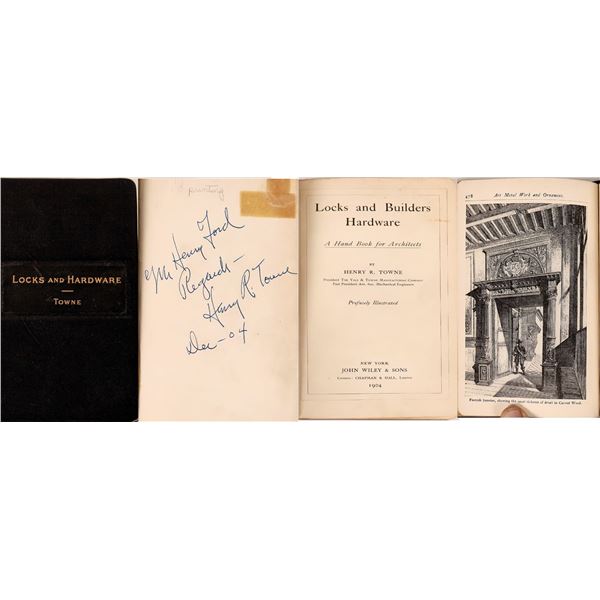 LOCKS AND HARDWARE
TOWNE
Mr Henry Ford
Regards -
Henry R. Towne
Dec - 04
Locks and Builders
Hardware
A Hand Book for Architects
BY
HENRY R. TOWNE
President The Yale & Towne Manufacturing Company
Past President Am. Soc. Mechanical Engineers
Profusely Illustrated
NEW YORK
JOHN WILEY & SONS
London: CHAPMAN & HALL, Limited
1904
478
Art Metal Work and Ornament.